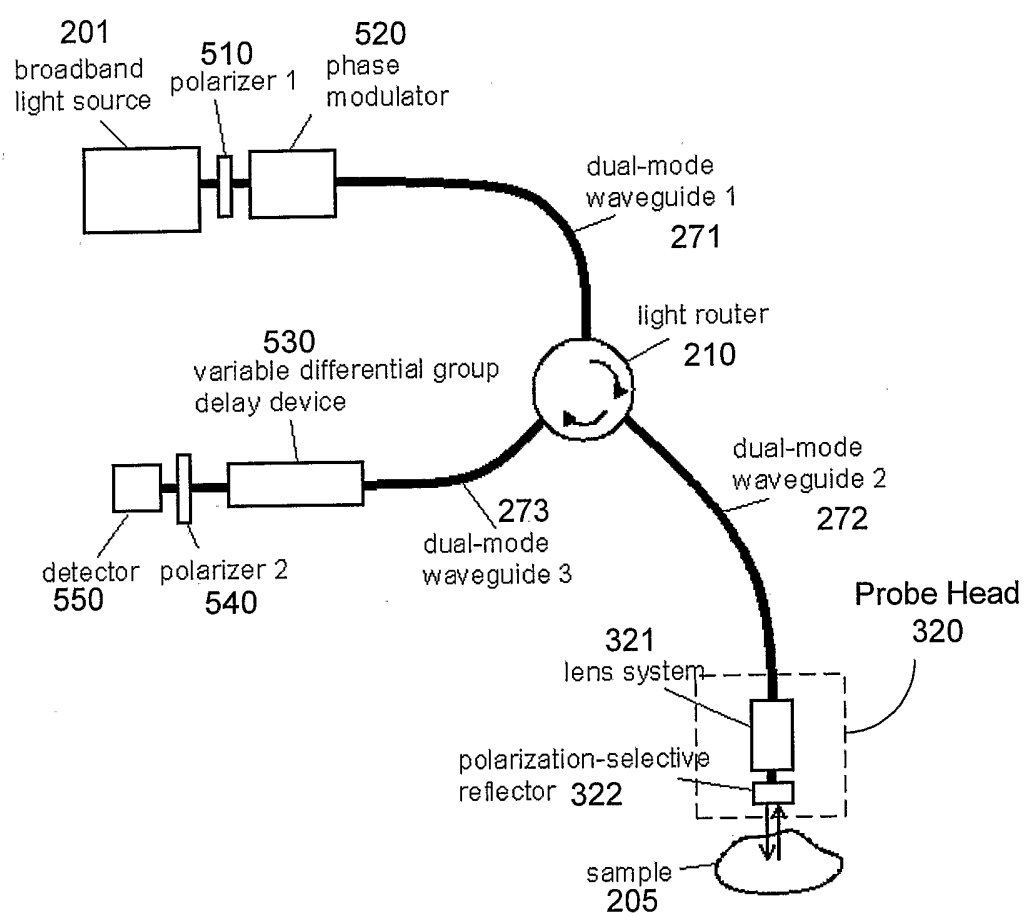 201
broadband
light source
510
polarizer 1
520
phase
modulator
dual-mode
waveguide 1
271
light router
210
530
variable differential group
delay device
dual-mode
waveguide 2
272
273
dual-mode
waveguide 3
detector
550
polarizer 2
540
Probe Head
320
321
lens system
polarization-selective
reflector 322
sample
205